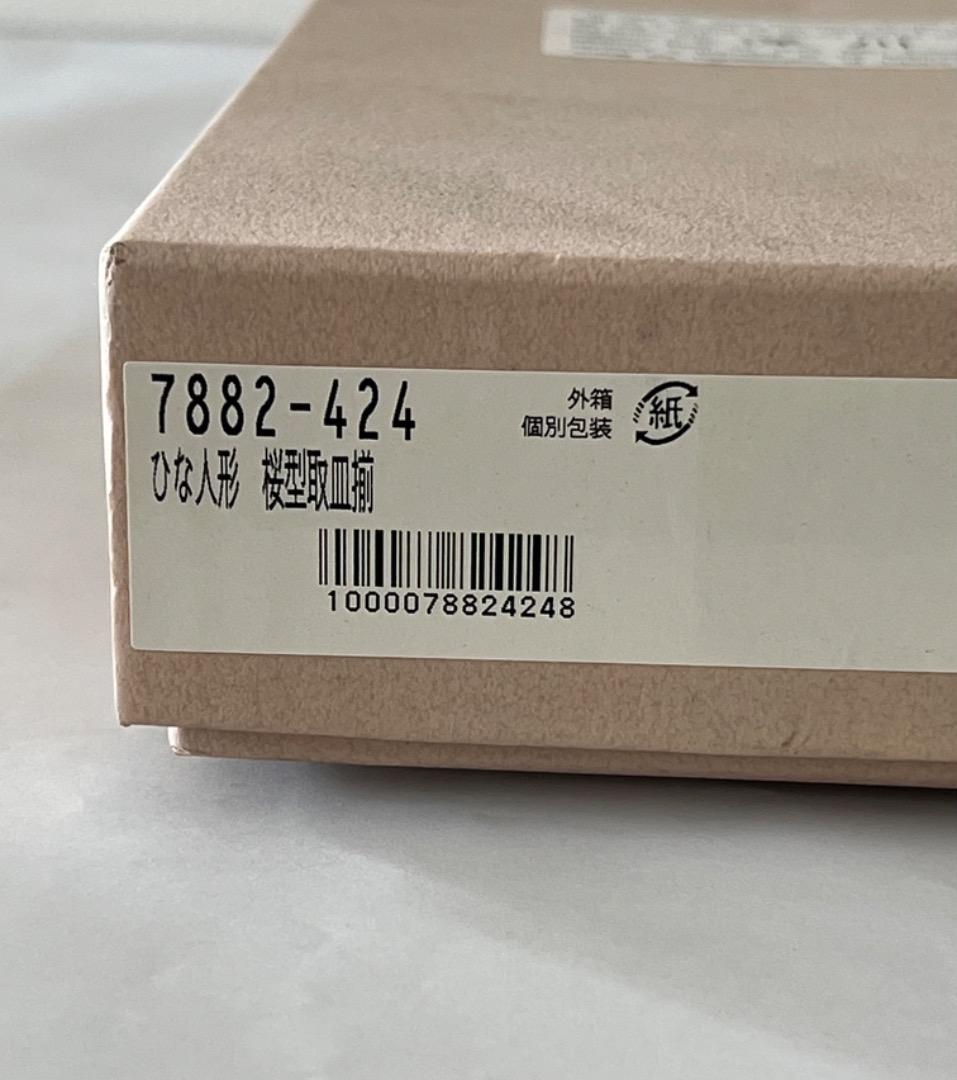 7882-424
外箱
個別包装
紙
ひな人形 桜型取皿揃
1000078824248